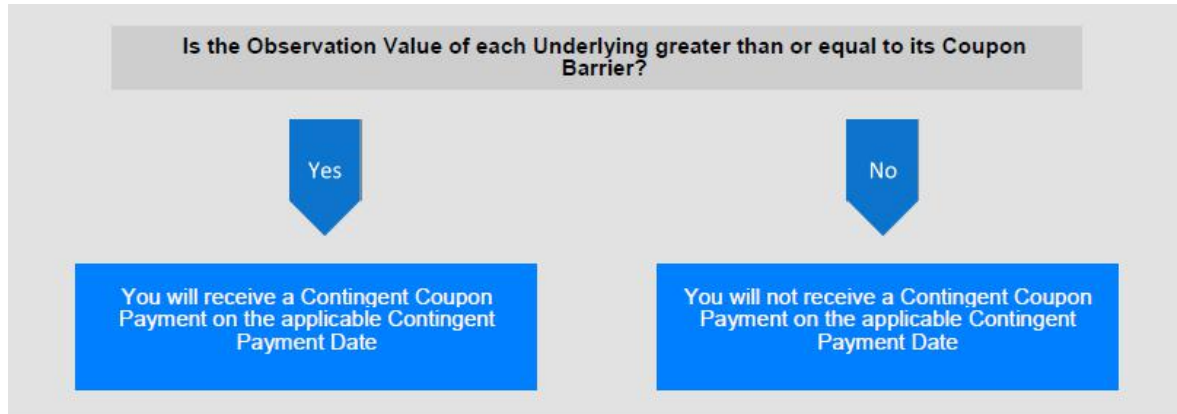 Is the Observation Value of each Underlying greater than or equal to its Coupon
Barrier?
Yes
No
You will receive a Contingent Coupon
Payment on the applicable Contingent
Payment Date
You will not receive a Contingent Coupon
Payment on the applicable Contingent
Payment Date